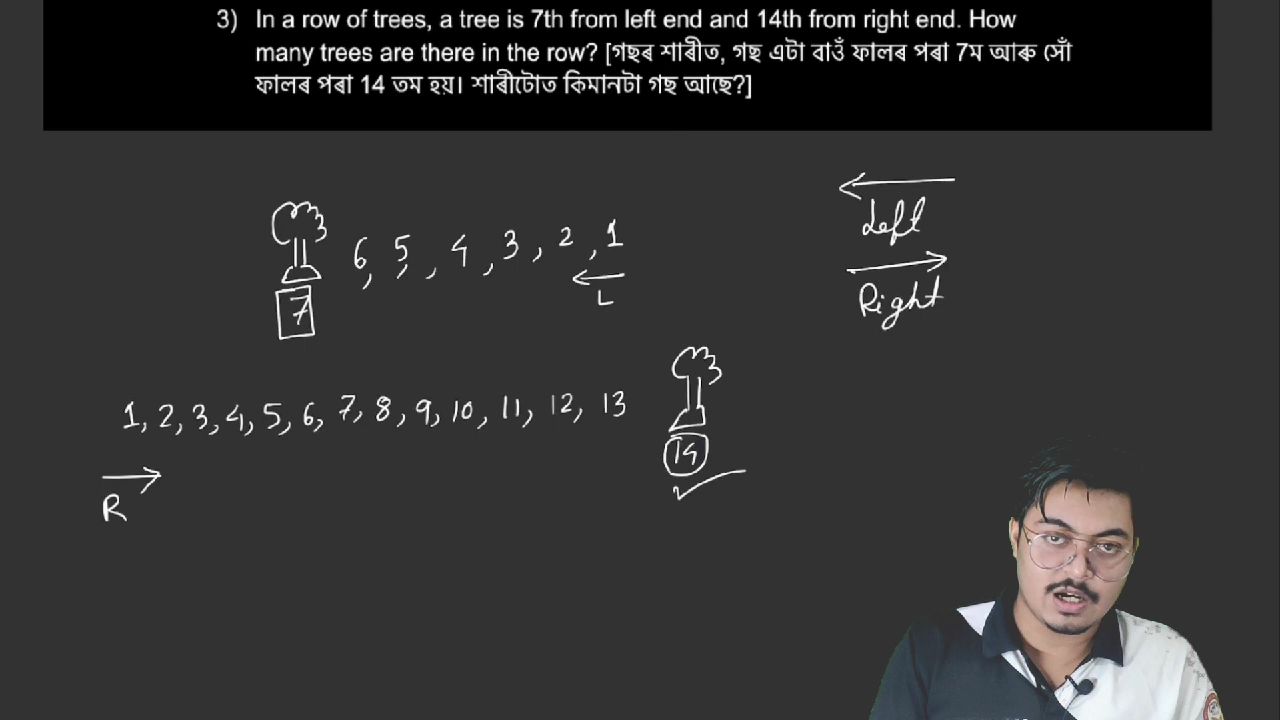 3) In a row of trees, a tree is 7th from left end and 14th from right end. How
many trees are there in the row? [গছৰ শাৰীত, গছ এটা বাওঁ ফালৰ পৰা 7ম আৰু সোঁ
ফালৰ পৰা 14 তম হয়। শাৰীটোত কিমানটা গছ আছে?]
Left
6, 5, , 4, 3, 2, 1
L
7
Right
1, 2, 3, 4, 5, 6, 7, 8, 9, 10, 11, 12, 13
14
R